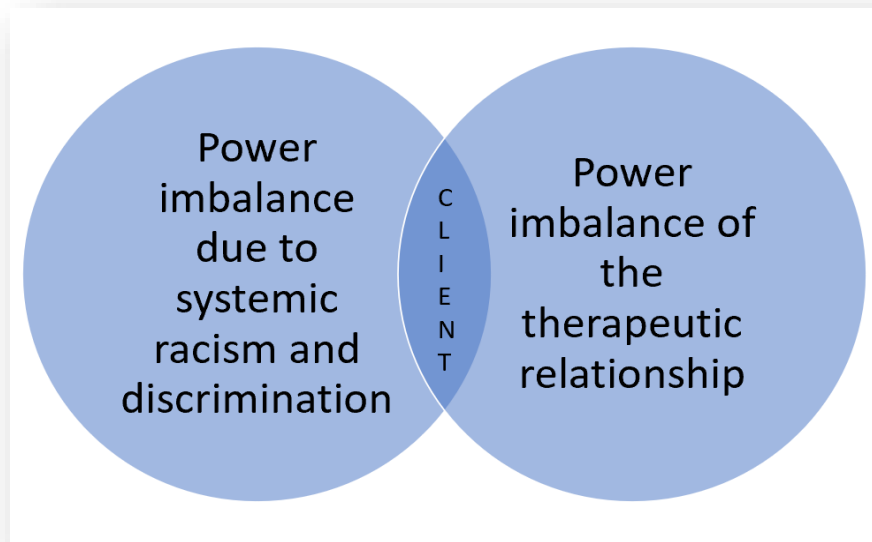 Power
imbalance
due to
systemic
racism and
discrimination
C
L
I
E
N
T
Power
imbalance of
the
therapeutic
relationship